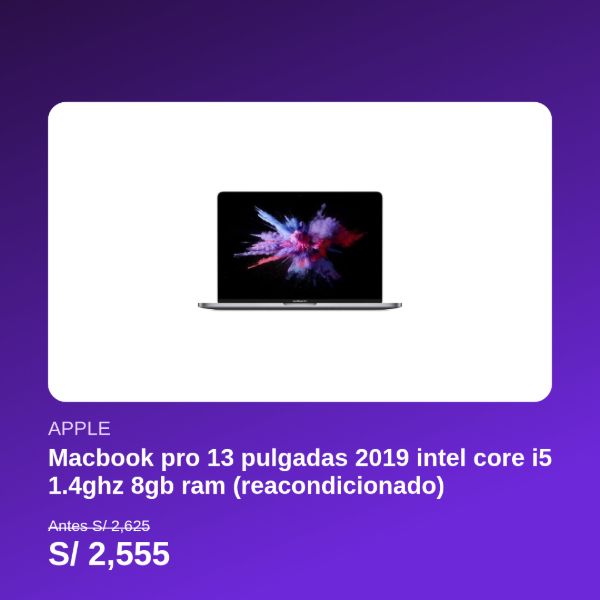 APPLE
Macbook pro 13 pulgadas 2019 intel core i5
1.4ghz 8gb ram (reacondicionado)
Antes S/ 2,625
S/ 2,555